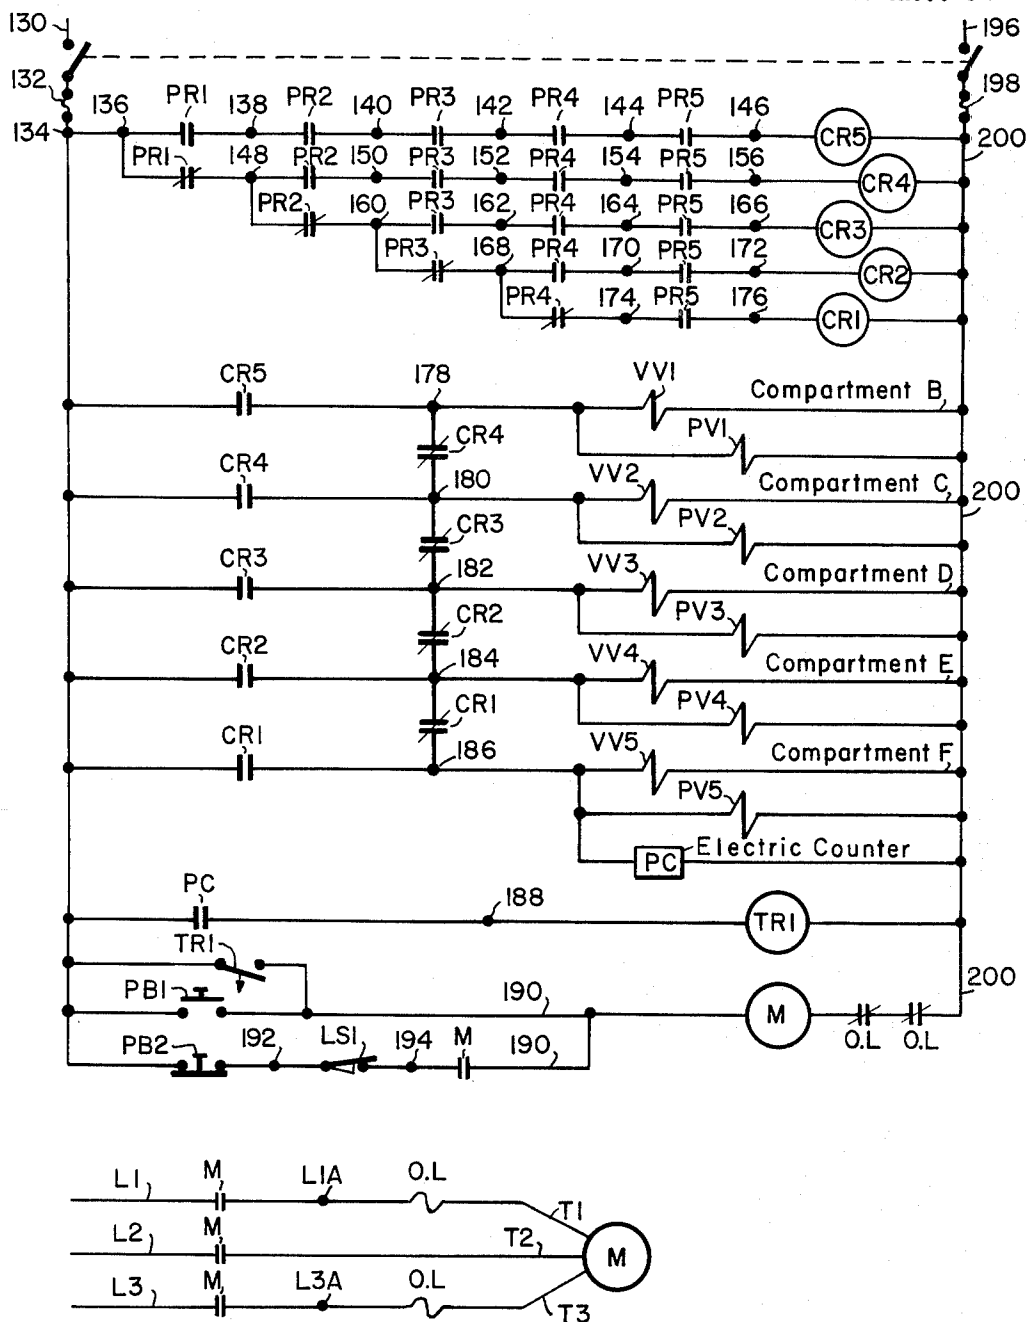 130 196
132 198
136 PR1 138 PR2 140 PR3 142 PR4 144 PR5 146
134 CR5 200
PR1 148 PR2 150 PR3 152 PR4 154 PR5 156
CR4
PR2 160 PR3 162 PR4 164 PR5 166
CR3
PR3 168 PR4 170 PR5 172
CR2
PR4 174 PR5 176
CR1
CR5 178 VV1 Compartment B
CR4 PV1
CR4 180 VV2 Compartment C 200
CR3 PV2
CR3 182 VV3 Compartment D
CR2 PV3
CR2 184 VV4 Compartment E
CR1 PV4
CR1 186 VV5 Compartment F
PV5
PC Electric Counter
PC 188 TR1
TR1
PB1 190 M 200
O.L O.L
PB2 192 LS1 194 M 190
L1 M L1A O.L T1
L2 M T2 M
L3 M L3A O.L T3